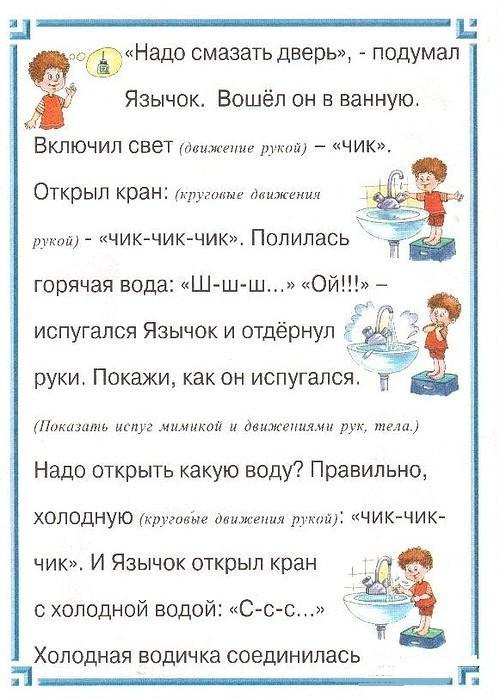 «Надо смазать дверь», - подумал
Язычок. Вошёл он в ванную.
Включил свет (движение рукой) – «чик».
Открыл кран: (круговые движения
рукой) - «чик-чик-чик». Полилась
горячая вода: «Ш-ш-ш...» «Ой!!!» –
испугался Язычок и отдёрнул
руки. Покажи, как он испугался.
(Показать испуг мимикой и движениями рук, тела.)
Надо открыть какую воду? Правильно,
холодную (круговые движения рукой): «чик-чик-
чик». И Язычок открыл кран
с холодной водой: «С-с-с...»
Холодная водичка соединилась